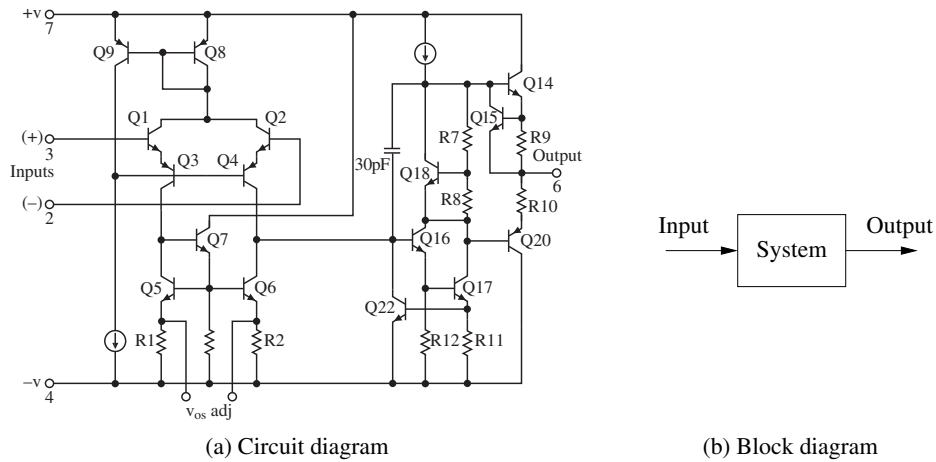 +v
7
Q9
Q8
Q14
Q1
Q2
Q15
(+)
3
R7
R9
Inputs
Q3
Q4
30pF
Q18
Output
6
(−)
2
R8
R10
Q7
Q16
Q20
Q5
Q6
Q17
Q22
R1
R2
R12
R11
−v
4
vos adj
(a) Circuit diagram
Input
System
Output
(b) Block diagram